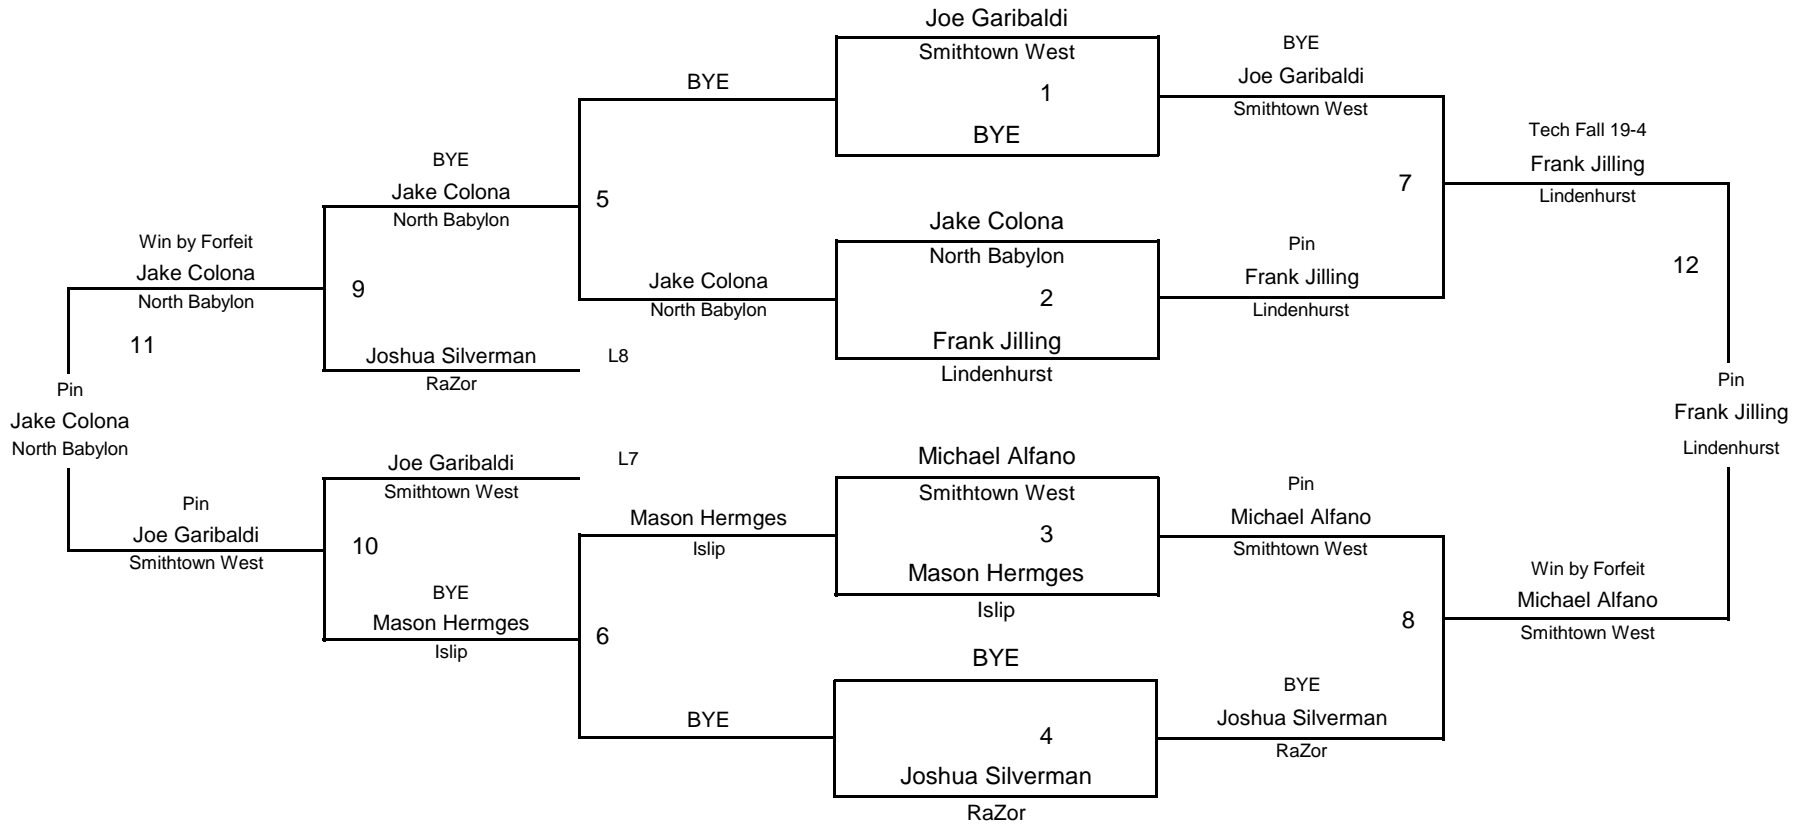 Joe Garibaldi
Smithtown West
1
BYE
BYE
Joe Garibaldi
Smithtown West
BYE
Tech Fall 19-4
Frank Jilling
Lindenhurst
7
BYE
Jake Colona
North Babylon
5
Jake Colona
North Babylon
2
Frank Jilling
Lindenhurst
Pin
Frank Jilling
Lindenhurst
12
Win by Forfeit
Jake Colona
North Babylon
9
Jake Colona
North Babylon
11
Joshua Silverman
RaZor
L8
Pin
Jake Colona
North Babylon
Pin
Frank Jilling
Lindenhurst
Joe Garibaldi
Smithtown West
L7
Michael Alfano
Smithtown West
3
Mason Hermges
Islip
Pin
Michael Alfano
Smithtown West
Pin
Joe Garibaldi
Smithtown West
10
Mason Hermges
Islip
BYE
Mason Hermges
Islip
6
Win by Forfeit
Michael Alfano
Smithtown West
8
BYE
4
Joshua Silverman
RaZor
BYE
BYE
Joshua Silverman
RaZor